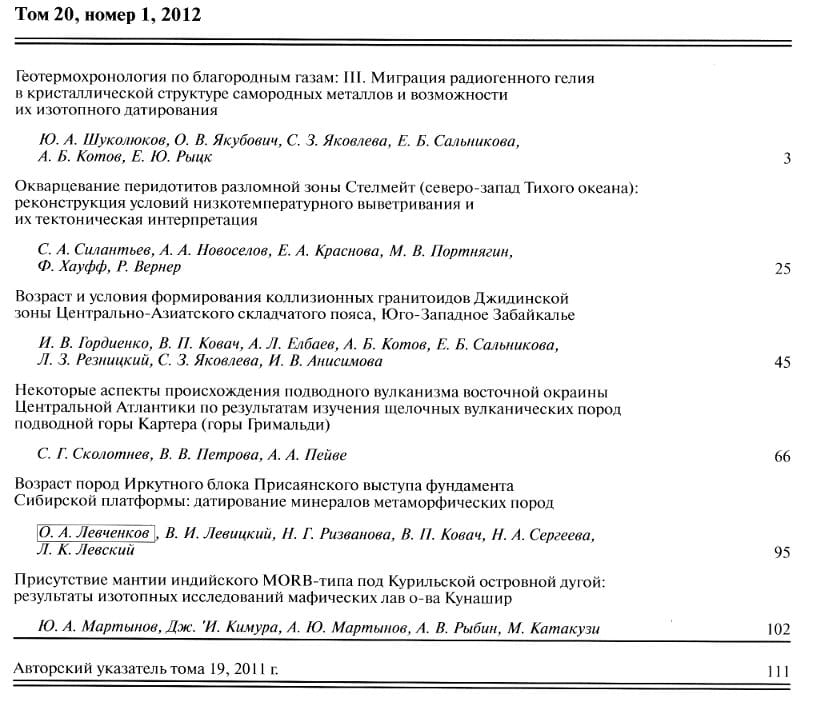 Том 20, номер 1, 2012
Геотермохронология по благородным газам: III. Миграция радиогенного гелия
в кристаллической структуре самородных металлов и возможности
их изотопного датирования
Ю. А. Шуколюков, О. В. Якубович, С. З. Яковлева, Е. Б. Сальникова,
А. Б. Котов, Е. Ю. Рыцк 3
Окварцевание перидотитов разломной зоны Стелмейт (северо-запад Тихого океана):
реконструкция условий низкотемпературного выветривания и
их тектоническая интерпретация
С. А. Силантьев, А. А. Новоселов, Е. А. Краснова, М. В. Портнягин,
Ф. Хауфф, Р. Вернер 25
Возраст и условия формирования коллизионных гранитоидов Джидинской
зоны Центрально-Азиатского складчатого пояса, Юго-Западное Забайкалье
И. В. Гордиенко, В. П. Ковач, А. Л. Елбаев, А. Б. Котов, Е. Б. Сальникова,
Л. З. Резницкий, С. З. Яковлева, И. В. Анисимова 45
Некоторые аспекты происхождения подводного вулканизма восточной окраины
Центральной Атлантики по результатам изучения щелочных вулканических пород
подводной горы Картера (горы Гримальди)
С. Г. Сколотнев, В. В. Петрова, А. А. Пейве 66
Возраст пород Иркутного блока Присаянского выступа фундамента
Сибирской платформы: датирование минералов метаморфических пород
О. А. Левченков, В. И. Левицкий, Н. Г. Ризванова, В. П. Ковач, Н. А. Сергеева,
Л. К. Левский 95
Присутствие мантии индийского MORB-типа под Курильской островной дугой:
результаты изотопных исследований мафических лав о-ва Кунашир
Ю. А. Мартынов, Дж. 'И. Кимура, А. Ю. Мартынов, А. В. Рыбин, М. Катакузи 102
Авторский указатель тома 19, 2011 г. 111